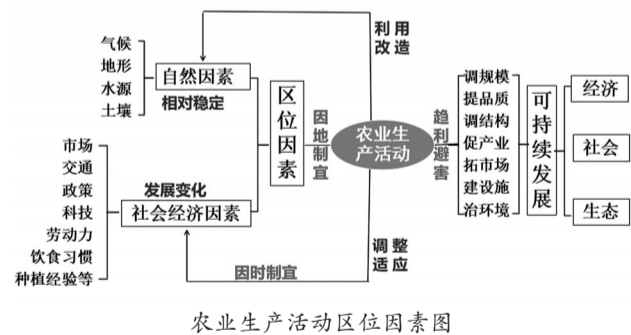 气候
地形
水源
土壤
自然因素
相对稳定
市场
交通
政策
科技
劳动力
饮食习惯
种植经验等
发展变化
社会经济因素
区位因素
因地制宜
利用
改造
农业生
产活动
调整
适应
因时制宜
趋利避害
调规模
提品质
调结构
促产业
拓市场
建设施
治环境
可持续发展
经济
社会
生态
农业生产活动区位因素图